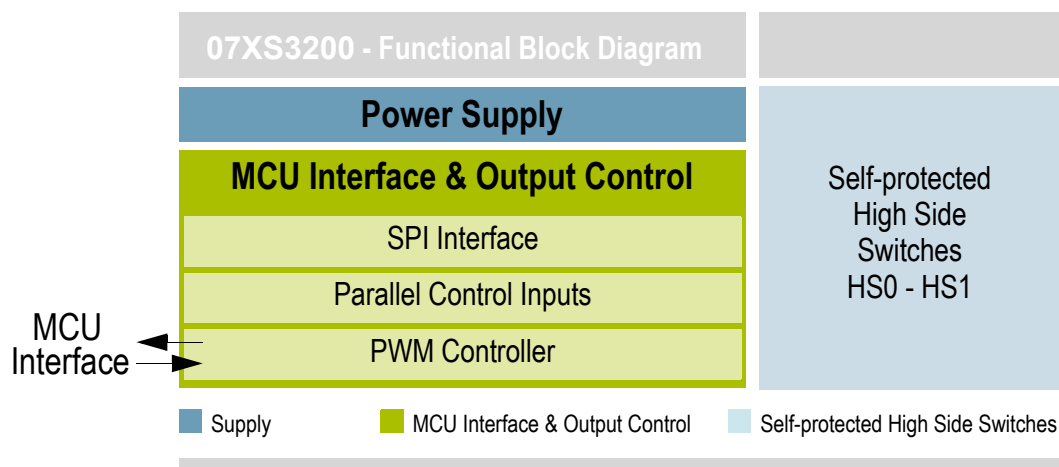 07XS3200 - Functional Block Diagram
Power Supply
MCU Interface & Output Control
SPI Interface
Parallel Control Inputs
PWM Controller
MCU
Interface
Self-protected
High Side
Switches
HS0 - HS1
Supply
MCU Interface & Output Control
Self-protected High Side Switches